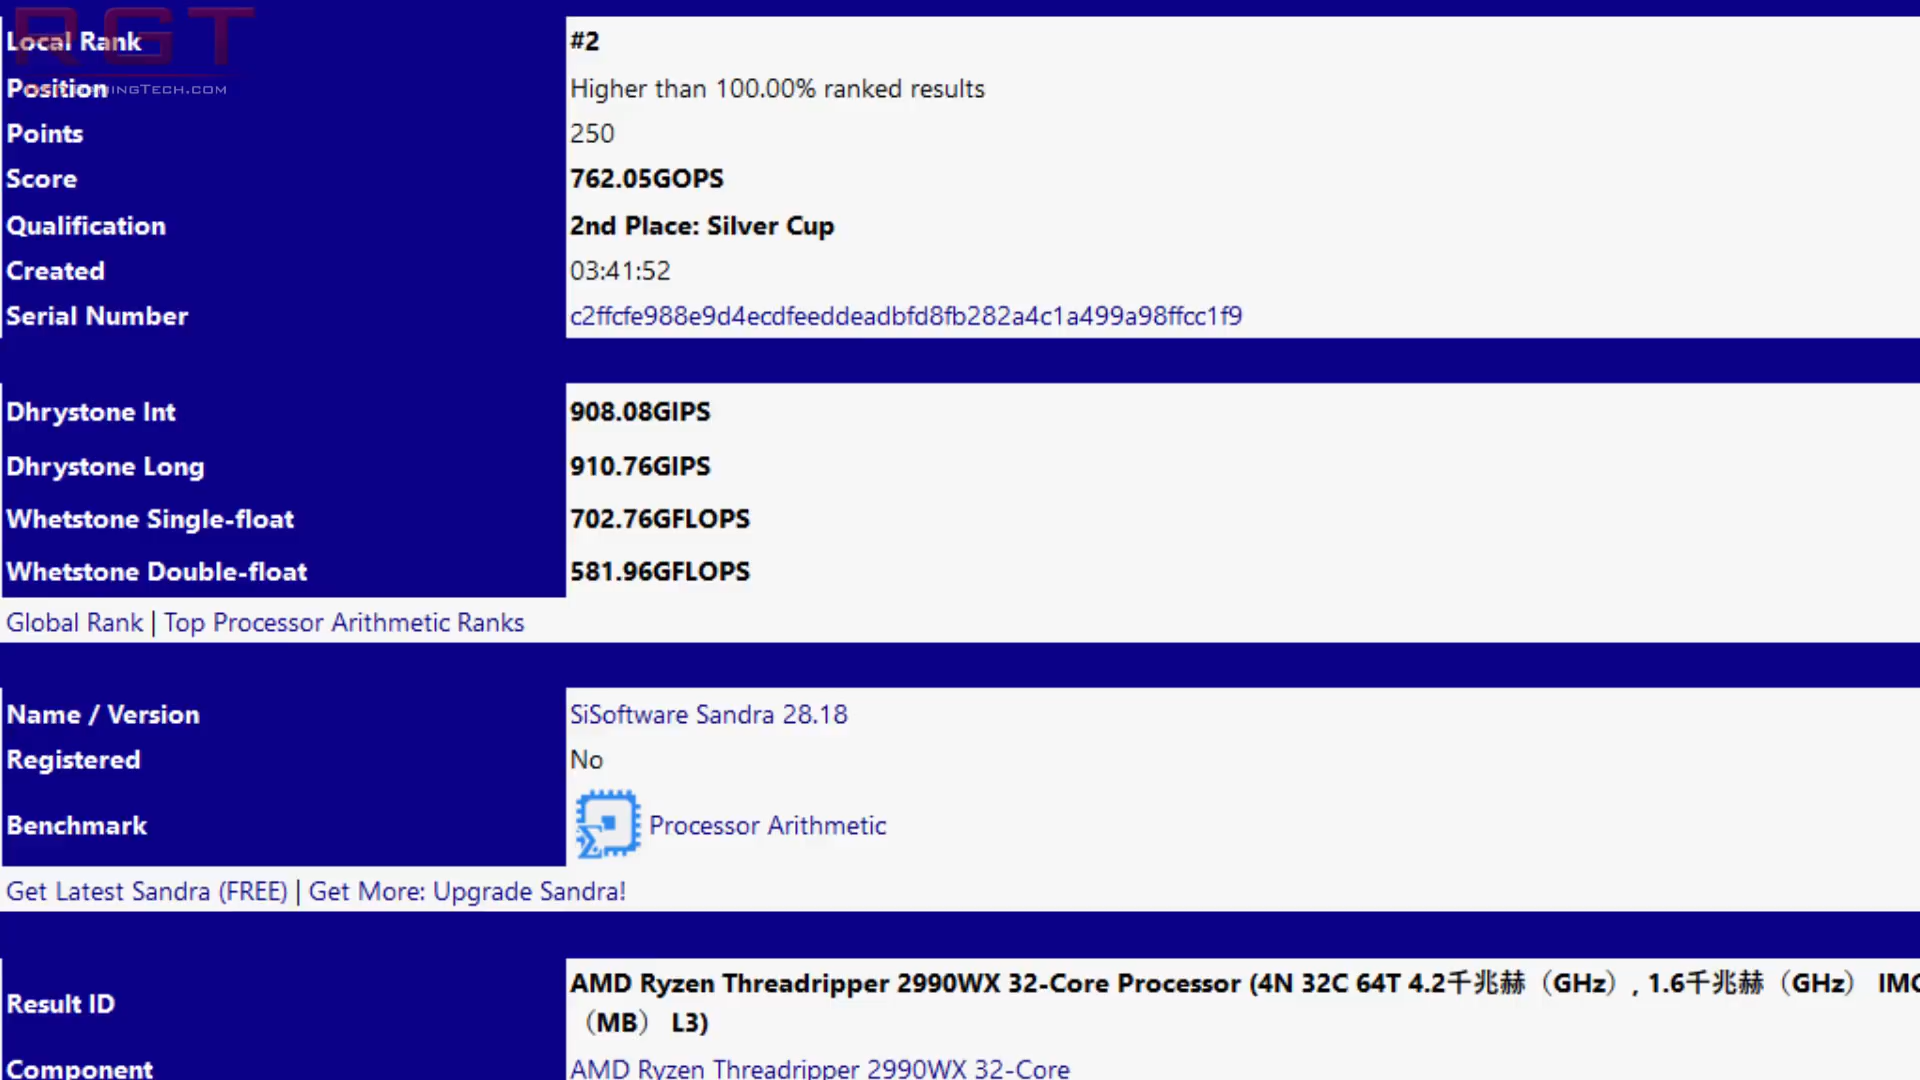 RGT
Local Rank #2
Position Higher than 100.00% ranked results
Points 250
Score 762.05GOPS
Qualification 2nd Place: Silver Cup
Created 03:41:52
Serial Number c2ffcfe988e9d4ecdfeeddeadbfd8fb282a4c1a499a98ffcc1f9
Dhrystone Int 908.08GIPS
Dhrystone Long 910.76GIPS
Whetstone Single-float 702.76GFLOPS
Whetstone Double-float 581.96GFLOPS
Global Rank | Top Processor Arithmetic Ranks
Name / Version SiSoftware Sandra 28.18
Registered No
Benchmark Processor Arithmetic
Get Latest Sandra (FREE) | Get More: Upgrade Sandra!
Result ID AMD Ryzen Threadripper 2990WX 32-Core Processor (4N 32C 64T 4.2千兆赫（GHz）, 1.6千兆赫（GHz） IMC
（MB） L3)
Component AMD Ryzen Threadripper 2990WX 32-Core